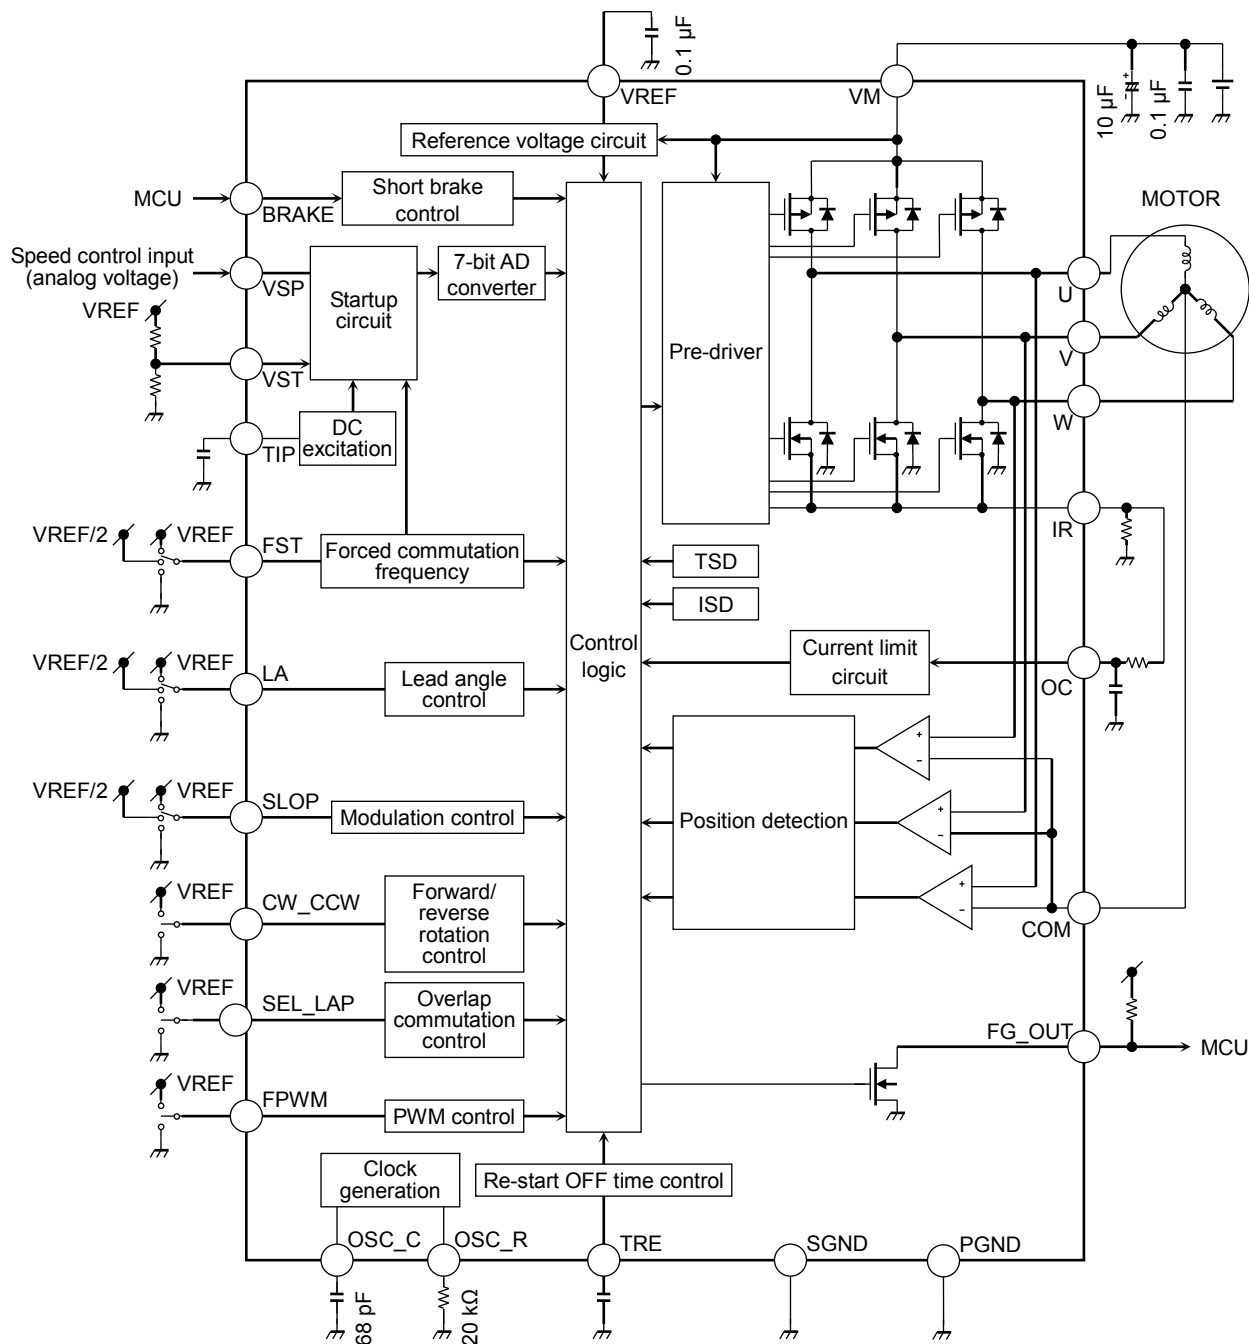 0.1 µF
VREF
VM
10 µF
+
-
0.1 µF
Reference voltage circuit
MCU
BRAKE
Short brake
control
MOTOR
Speed control input
(analog voltage)
VSP
Startup
circuit
7-bit AD
converter
VREF
VST
Pre-driver
U
V
W
TIP
DC
excitation
IR
VREF/2
VREF
FST
Forced commutation
frequency
TSD
ISD
Control
logic
VREF/2
VREF
LA
Lead angle
control
Current limit
circuit
OC
+
-
VREF/2
VREF
SLOP
Modulation control
Position detection
+
-
VREF
CW_CCW
Forward/
reverse
rotation
control
+
-
COM
VREF
SEL_LAP
Overlap
commutation
control
FG_OUT
MCU
VREF
FPWM
PWM control
Clock
generation
Re-start OFF time control
OSC_C
OSC_R
TRE
SGND
PGND
68 pF
20 kΩ